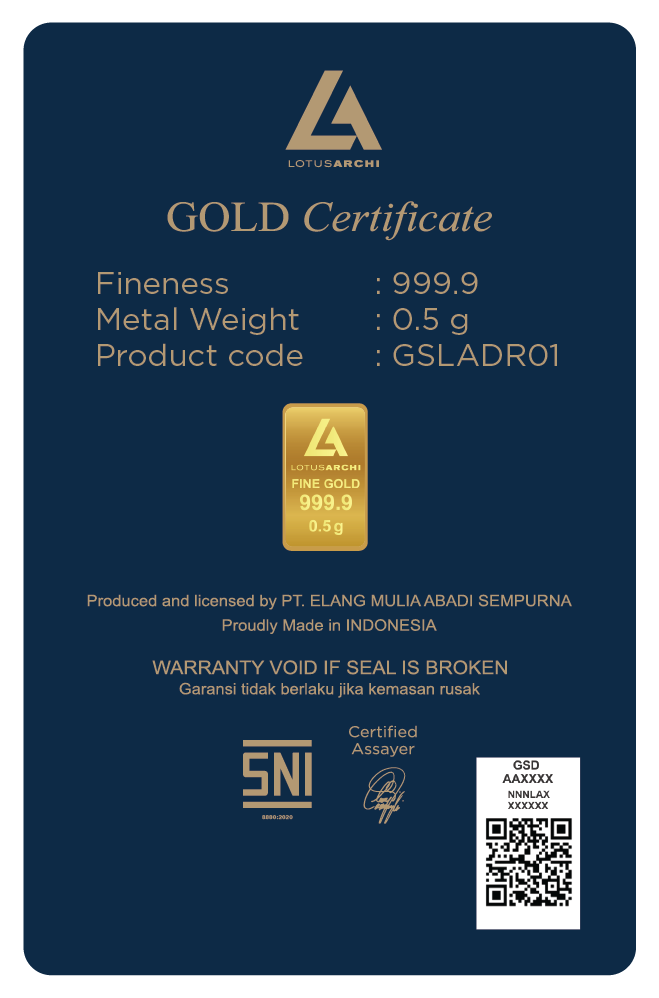 LOTUSARCHI
GOLD Certificate
Fineness : 999.9
Metal Weight : 0.5 g
Product code : GSLADR01
LOTUSARCHI
FINE GOLD
999.9
0.5 g
Produced and licensed by PT. ELANG MULIA ABADI SEMPURNA
Proudly Made in INDONESIA
WARRANTY VOID IF SEAL IS BROKEN
Garansi tidak berlaku jika kemasan rusak
Certified
Assayer
SNI
8880:2020
GSD
AAXXXX
NNNLAX
XXXXXX